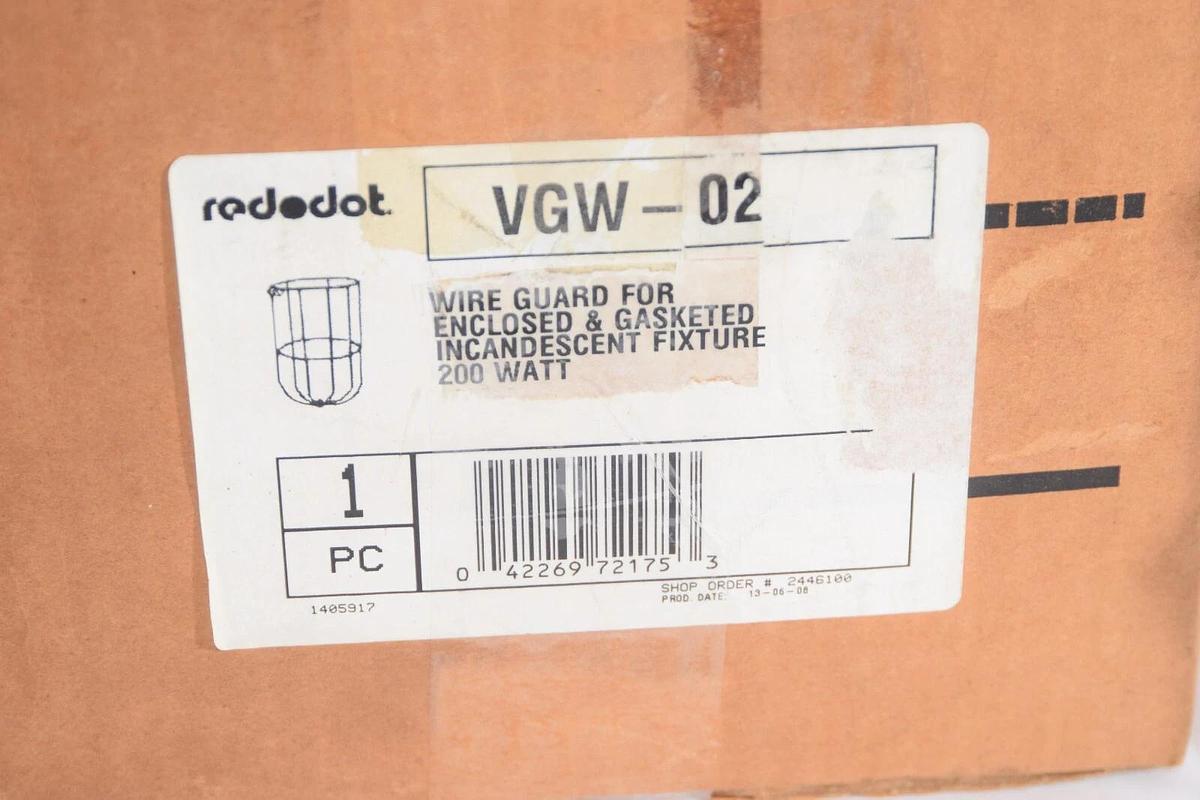 red●dot.
VGW - 02
WIRE GUARD FOR
ENCLOSED & GASKETED
INCANDESCENT FIXTURE
200 WATT
1
PC
0 42269 72175 3
SHOP ORDER # 2446100
PROD. DATE: 13-06-08
1405917